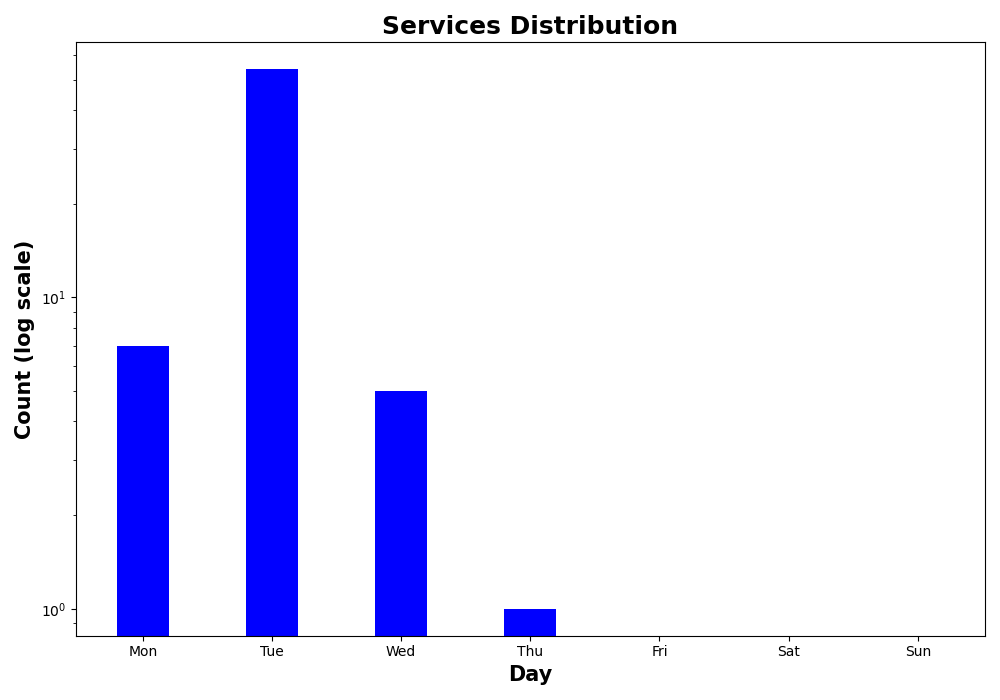 Services Distribution
Count (log scale)
10¹
10⁰
Mon Tue Wed Thu Fri Sat Sun
Day